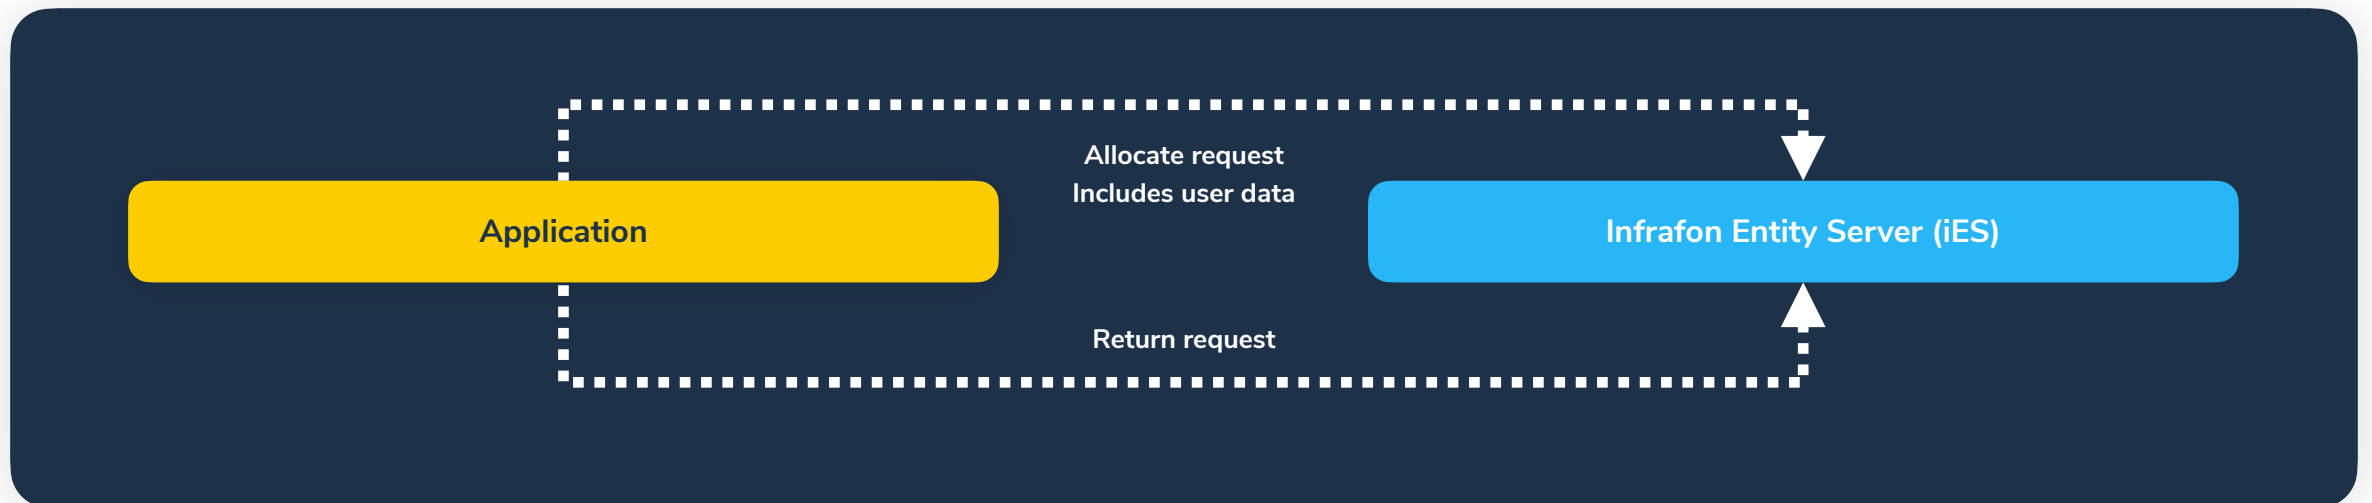 Allocate request
Includes user data
Application
Infrafon Entity Server (iES)
Return request